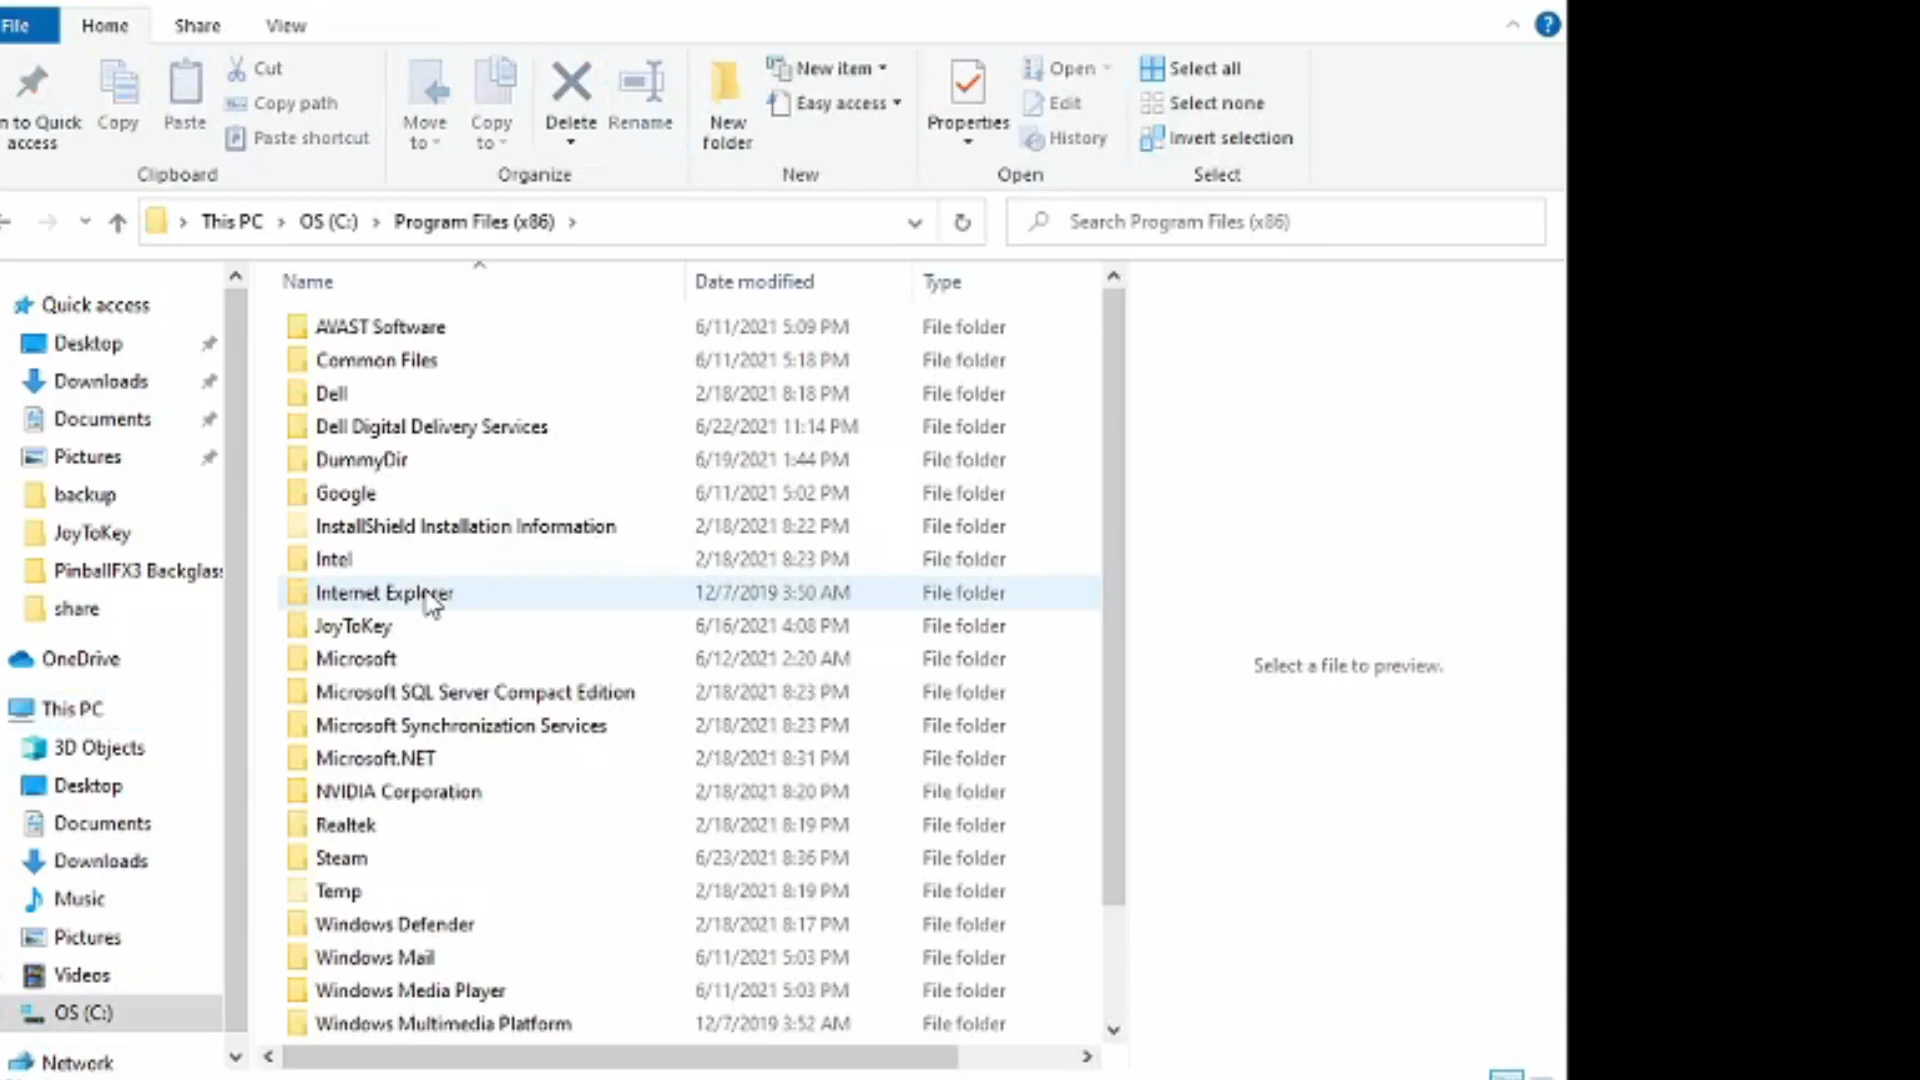 File Home Share View
n to Quick access
Copy
Paste
Cut
Copy path
Paste shortcut
Clipboard
Move to
Copy to
Delete
Rename
Organize
New folder
New item
Easy access
New
Properties
Open
Edit
History
Open
Select all
Select none
Invert selection
Select
This PC > OS (C:) > Program Files (x86) >
Search Program Files (x86)
Quick access
Desktop
Downloads
Documents
Pictures
backup
JoyToKey
PinballFX3 Backglas
share
OneDrive
This PC
3D Objects
Desktop
Documents
Downloads
Music
Pictures
Videos
OS (C:)
Network
Name Date modified Type
AVAST Software 6/11/2021 5:09 PM File folder
Common Files 6/11/2021 5:18 PM File folder
Dell 2/18/2021 8:18 PM File folder
Dell Digital Delivery Services 6/22/2021 11:14 PM File folder
DummyDir 6/19/2021 1:44 PM File folder
Google 6/11/2021 5:02 PM File folder
InstallShield Installation Information 2/18/2021 8:22 PM File folder
Intel 2/18/2021 8:23 PM File folder
Internet Explorer 12/7/2019 3:50 AM File folder
JoyToKey 6/16/2021 4:08 PM File folder
Microsoft 6/12/2021 2:20 AM File folder
Microsoft SQL Server Compact Edition 2/18/2021 8:23 PM File folder
Microsoft Synchronization Services 2/18/2021 8:23 PM File folder
Microsoft.NET 2/18/2021 8:31 PM File folder
NVIDIA Corporation 2/18/2021 8:20 PM File folder
Realtek 2/18/2021 8:19 PM File folder
Steam 6/23/2021 8:36 PM File folder
Temp 2/18/2021 8:19 PM File folder
Windows Defender 2/18/2021 8:17 PM File folder
Windows Mail 6/11/2021 5:03 PM File folder
Windows Media Player 6/11/2021 5:03 PM File folder
Windows Multimedia Platform 12/7/2019 3:52 AM File folder
Select a file to preview.